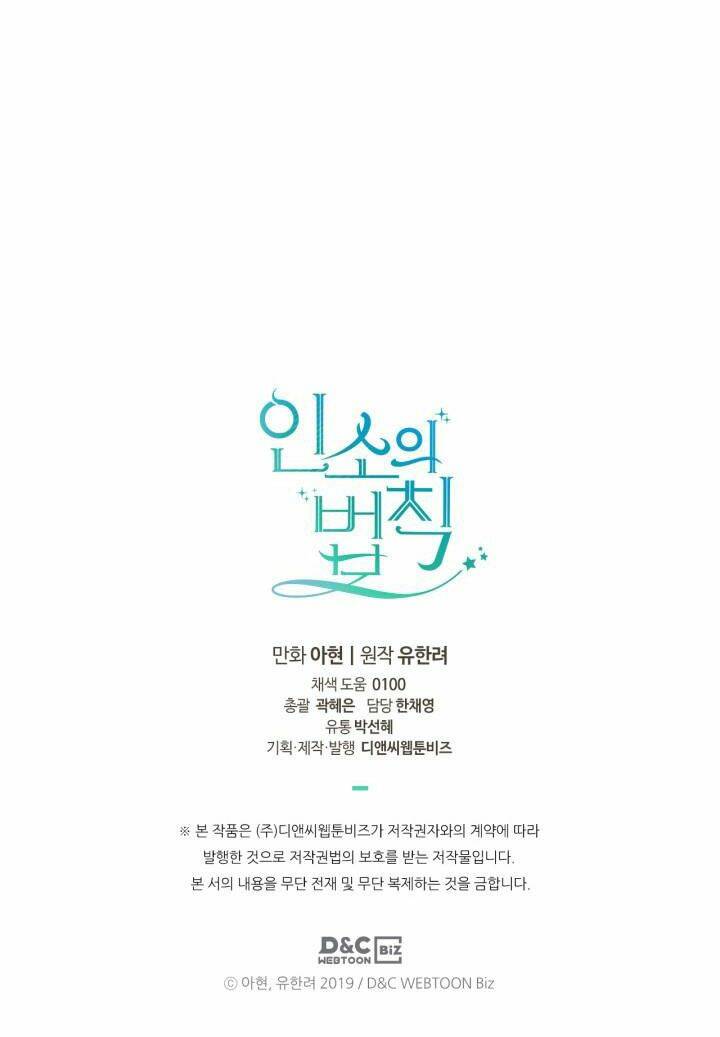 인소의
법칙
만화 아현 | 원작 유한려
채색 도움 0100
총괄 곽혜은 담당 한채영
유통 박선혜
기획·제작·발행 디앤씨웹툰비즈
※ 본 작품은 (주)디앤씨웹툰비즈가 저작권자와의 계약에 따라
발행한 것으로 저작권법의 보호를 받는 저작물입니다.
본 서의 내용을 무단 전재 및 무단 복제하는 것을 금합니다.
D&C BiZ
WEBTOON
ⓒ 아현, 유한려 2019 / D&C WEBTOON Biz